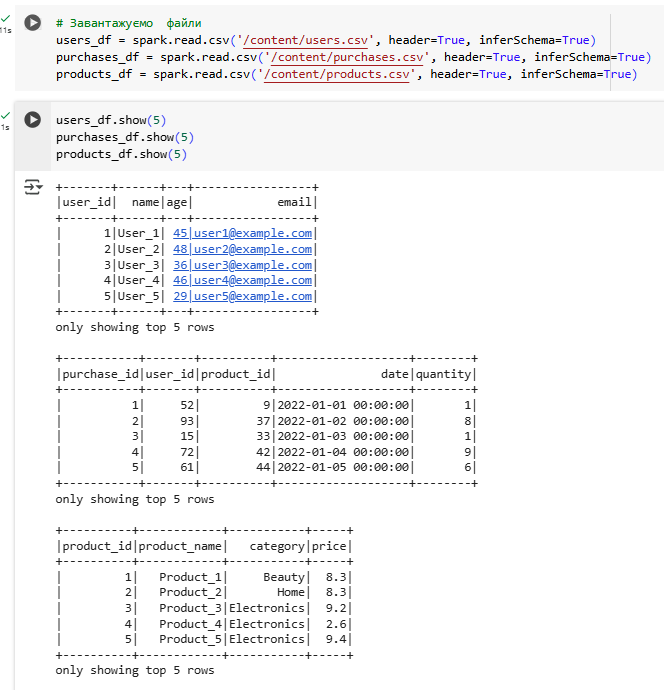 11s
# Завантажуємо  файли
users_df = spark.read.csv('/content/users.csv', header=True, inferSchema=True)
purchases_df = spark.read.csv('/content/purchases.csv', header=True, inferSchema=True)
products_df = spark.read.csv('/content/products.csv', header=True, inferSchema=True)
1s
users_df.show(5)
purchases_df.show(5)
products_df.show(5)
+-------+------+---+-----------------+
|user_id|  name|age|            email|
+-------+------+---+-----------------+
|      1|User_1| 45|user1@example.com|
|      2|User_2| 48|user2@example.com|
|      3|User_3| 36|user3@example.com|
|      4|User_4| 46|user4@example.com|
|      5|User_5| 29|user5@example.com|
+-------+------+---+-----------------+
only showing top 5 rows
+-----------+-------+----------+-------------------+--------+
|purchase_id|user_id|product_id|               date|quantity|
+-----------+-------+----------+-------------------+--------+
|          1|     52|         9|2022-01-01 00:00:00|       1|
|          2|     93|        37|2022-01-02 00:00:00|       8|
|          3|     15|        33|2022-01-03 00:00:00|       1|
|          4|     72|        42|2022-01-04 00:00:00|       9|
|          5|     61|        44|2022-01-05 00:00:00|       6|
+-----------+-------+----------+-------------------+--------+
only showing top 5 rows
+----------+------------+-----------+-----+
|product_id|product_name|   category|price|
+----------+------------+-----------+-----+
|         1|   Product_1|     Beauty|  8.3|
|         2|   Product_2|       Home|  8.3|
|         3|   Product_3|Electronics|  9.2|
|         4|   Product_4|Electronics|  2.6|
|         5|   Product_5|Electronics|  9.4|
+----------+------------+-----------+-----+
only showing top 5 rows